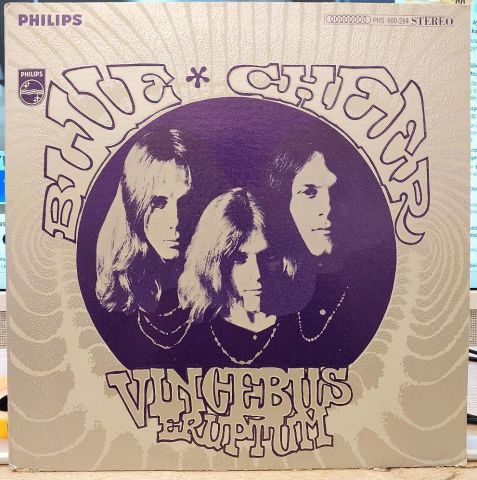 PHILIPS
PHS 600-264 STEREO
PHILIPS
BLUE * CHEER
VINCEBUS
ERUPTUM